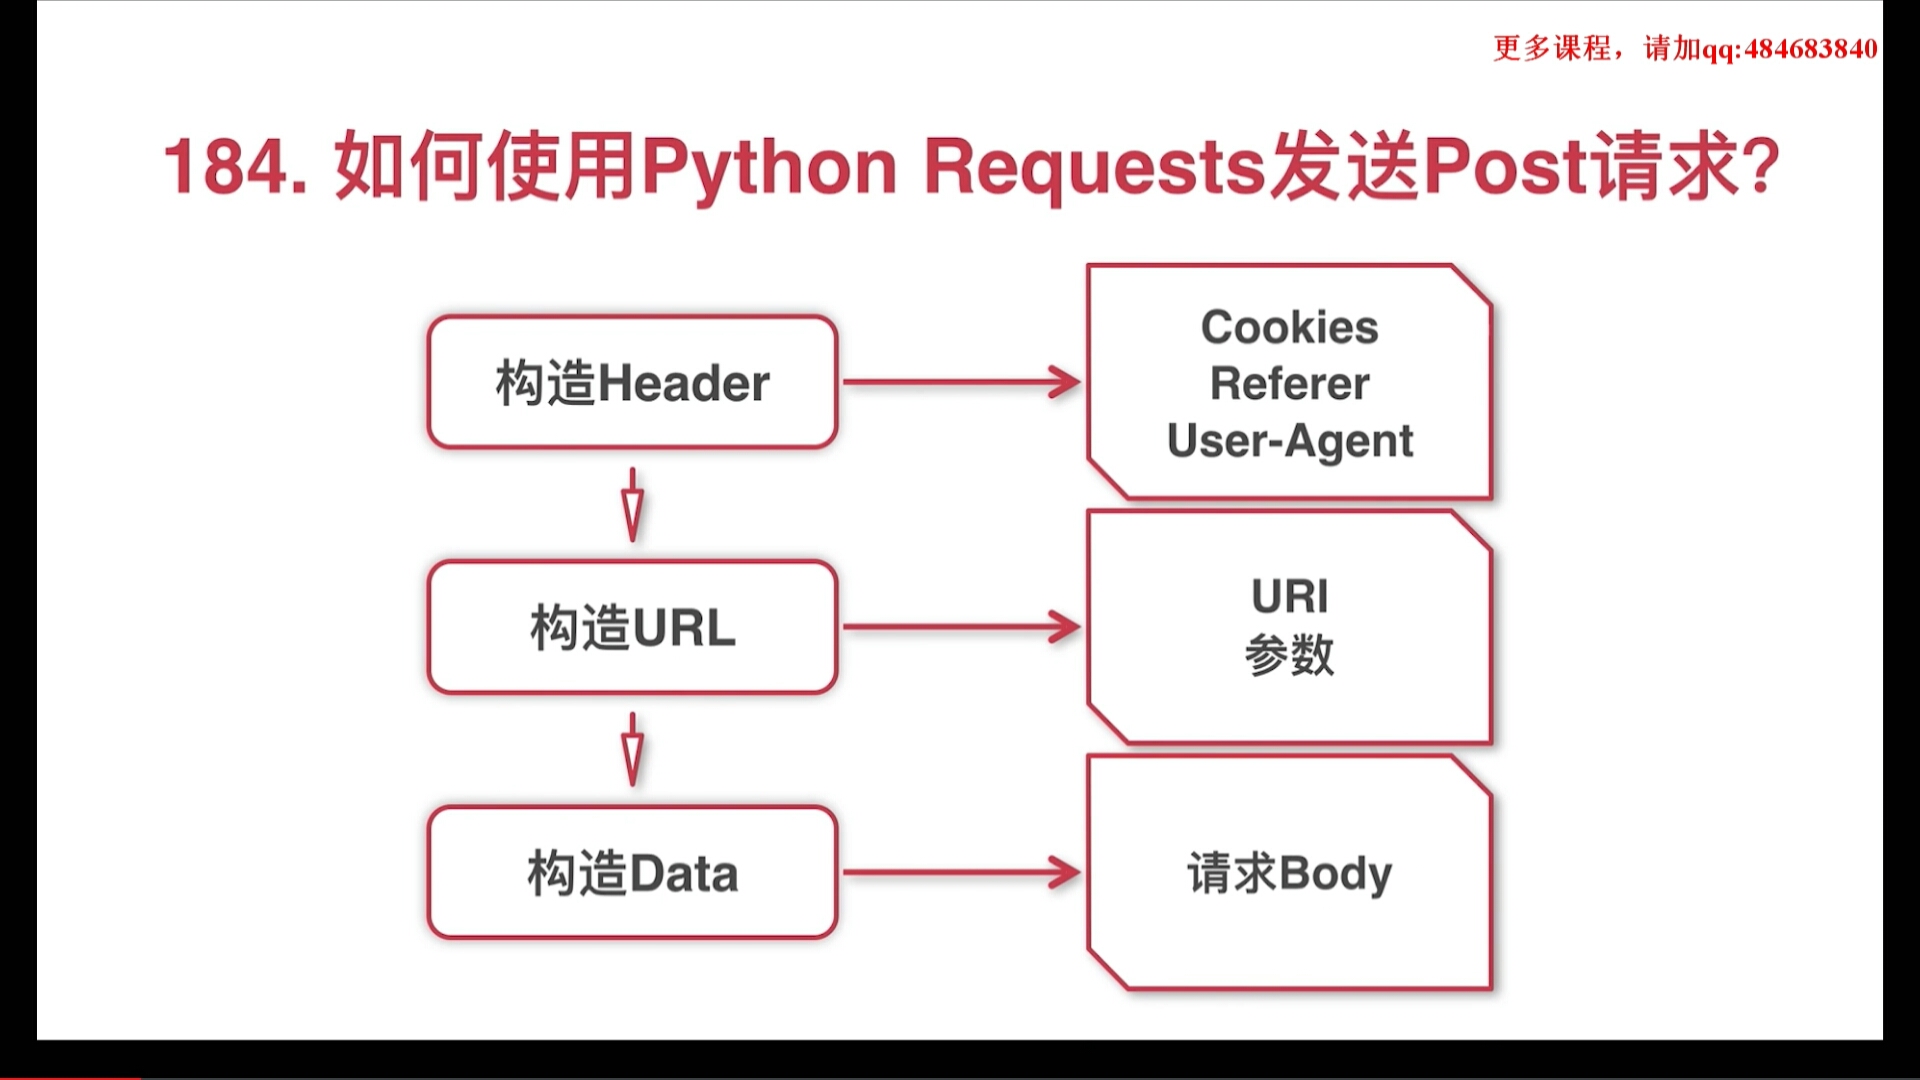 更多课程，请加qq:484683840
184. 如何使用Python Requests发送Post请求?
构造Header
Cookies
Referer
User-Agent
构造URL
URI
参数
构造Data
请求Body